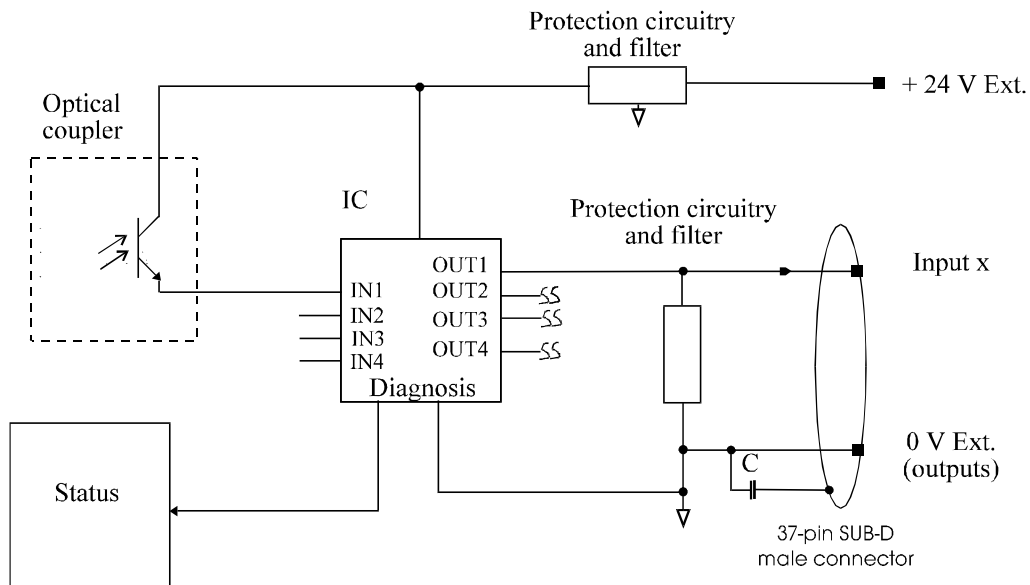 Protection circuitry
and filter
+ 24 V Ext.
Optical
coupler
IC
Protection circuitry
and filter
OUT1
Input x
IN1
OUT2
IN2
OUT3
IN3
OUT4
IN4
Diagnosis
0 V Ext.
(outputs)
C
Status
37-pin SUB-D
male connector